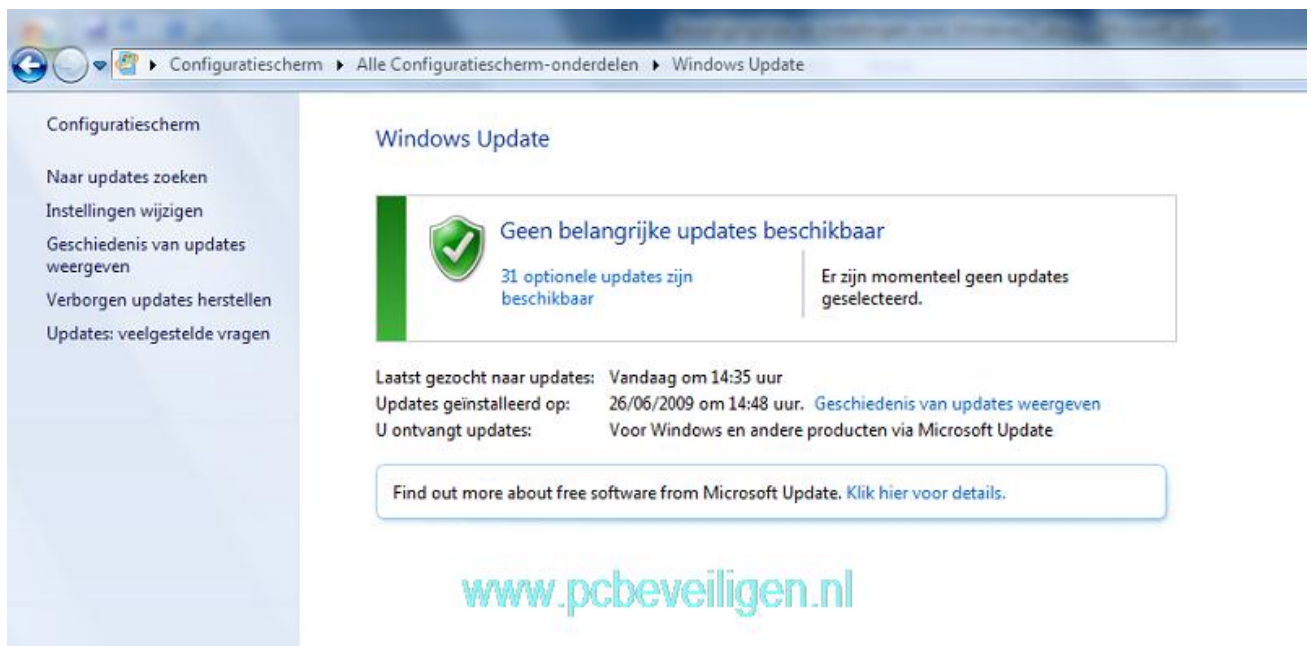 Configuratiescherm ▸ Alle Configuratiescherm-onderdelen ▸ Windows Update
Configuratiescherm
Naar updates zoeken
Instellingen wijzigen
Geschiedenis van updates
weergeven
Verborgen updates herstellen
Updates: veelgestelde vragen
Windows Update
Geen belangrijke updates beschikbaar
31 optionele updates zijn
beschikbaar
Er zijn momenteel geen updates
geselecteerd.
Laatst gezocht naar updates: Vandaag om 14:35 uur
Updates geïnstalleerd op: 26/06/2009 om 14:48 uur. Geschiedenis van updates weergeven
U ontvangt updates: Voor Windows en andere producten via Microsoft Update
Find out more about free software from Microsoft Update. Klik hier voor details.
www.pcbeveiligen.nl